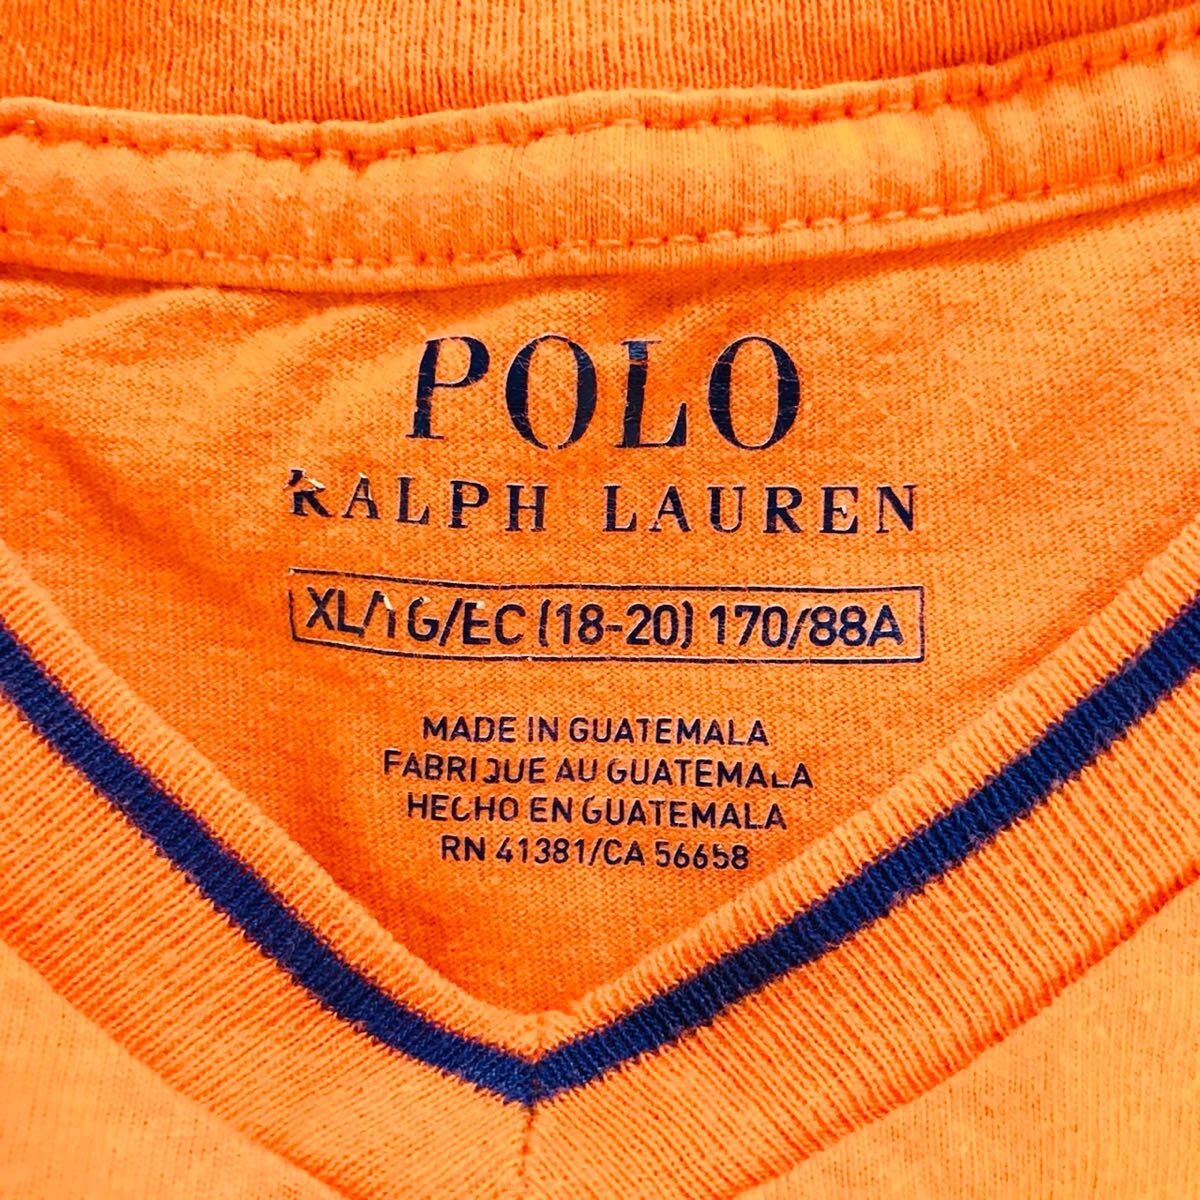 POLO
RALPH LAUREN
XL/TG/EC (18-20) 170/88A
MADE IN GUATEMALA
FABRIQUE AU GUATEMALA
HECHO EN GUATEMALA
RN 41381/CA 56658